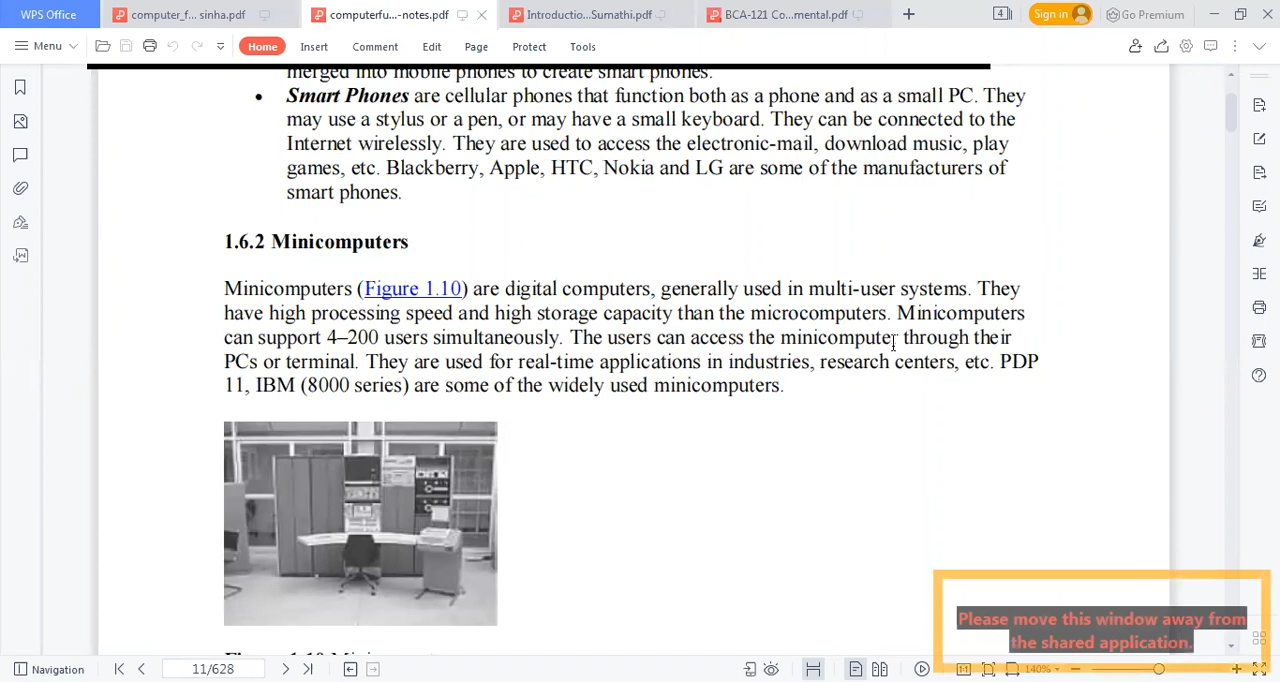 WPS Office
computer_f... sinha.pdf
computerfu...-notes.pdf
Introductio...Sumathi.pdf
BCA-121 Co...mental.pdf
4
Sign in
Go Premium
Menu
Home
Insert
Comment
Edit
Page
Protect
Tools
merged into mobile phones to create smart phones.
• Smart Phones are cellular phones that function both as a phone and as a small PC. They
may use a stylus or a pen, or may have a small keyboard. They can be connected to the
Internet wirelessly. They are used to access the electronic-mail, download music, play
games, etc. Blackberry, Apple, HTC, Nokia and LG are some of the manufacturers of
smart phones.
1.6.2 Minicomputers
Minicomputers (Figure 1.10) are digital computers, generally used in multi-user systems. They
have high processing speed and high storage capacity than the microcomputers. Minicomputers
can support 4–200 users simultaneously. The users can access the minicomputer through their
PCs or terminal. They are used for real-time applications in industries, research centers, etc. PDP
11, IBM (8000 series) are some of the widely used minicomputers.
Please move this window away from
the shared application.
Navigation
11/628
140%